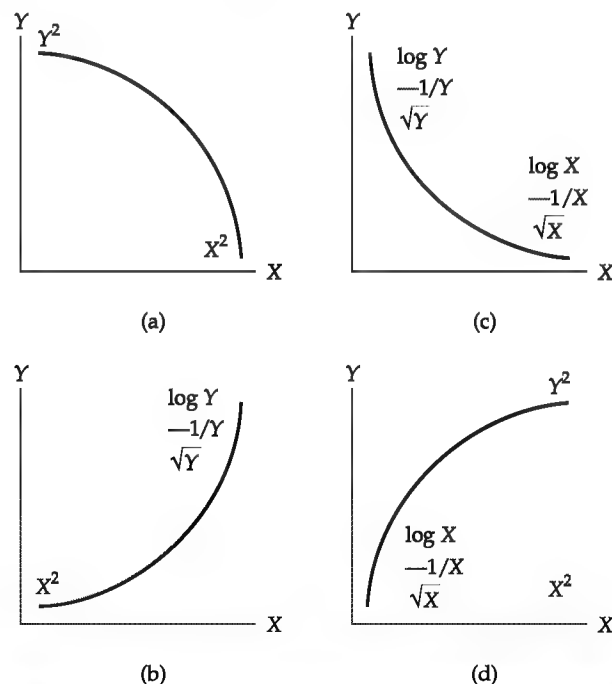 Y
Y²
X²
X
(a)
Y
log Y
—1/Y
√Y
log X
—1/X
√X
X
(c)
Y
log Y
—1/Y
√Y
X²
X
(b)
Y
Y²
log X
—1/X
√X
X²
X
(d)